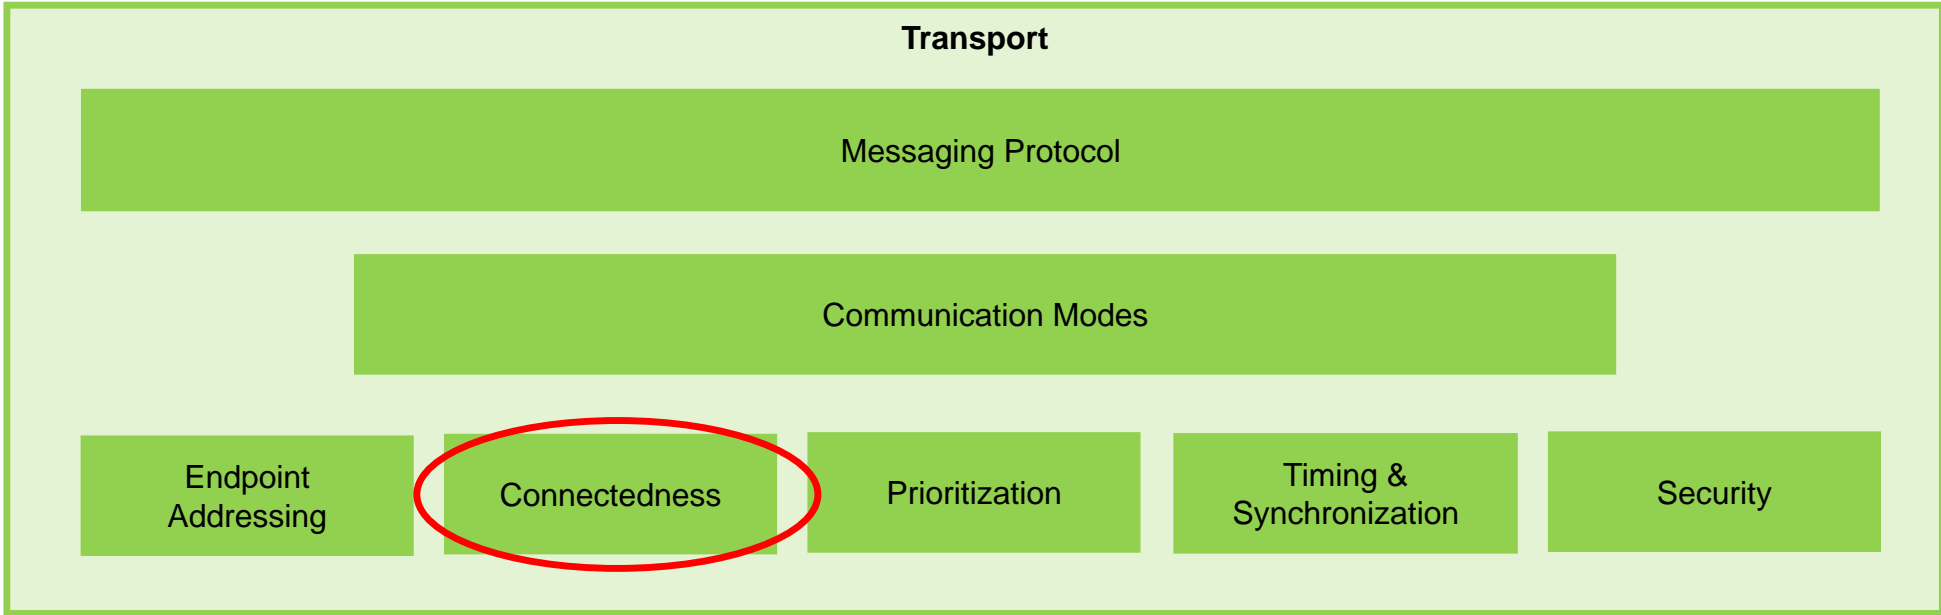 Transport
Messaging Protocol
Communication Modes
Endpoint
Addressing
Connectedness
Prioritization
Timing &
Synchronization
Security